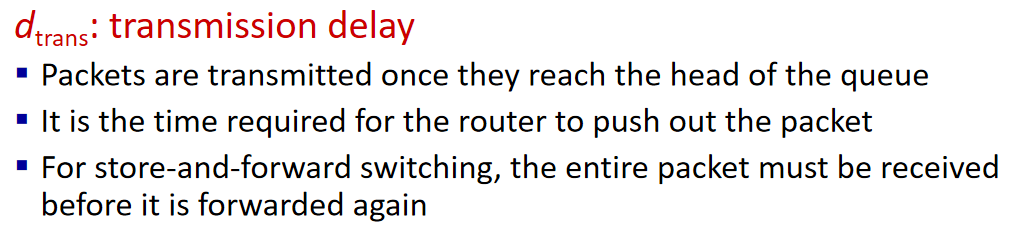 dtrans: transmission delay
▪ Packets are transmitted once they reach the head of the queue
▪ It is the time required for the router to push out the packet
▪ For store-and-forward switching, the entire packet must be received
before it is forwarded again